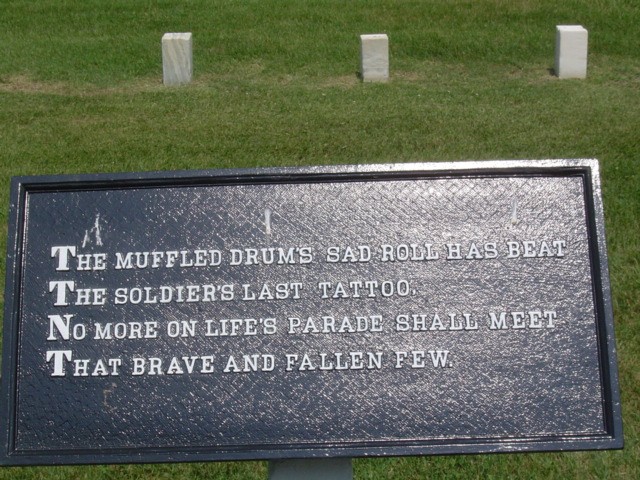 THE MUFFLED DRUM'S SAD ROLL HAS BEAT
THE SOLDIER'S LAST TATTOO.
NO MORE ON LIFE'S PARADE SHALL MEET
THAT BRAVE AND FALLEN FEW.